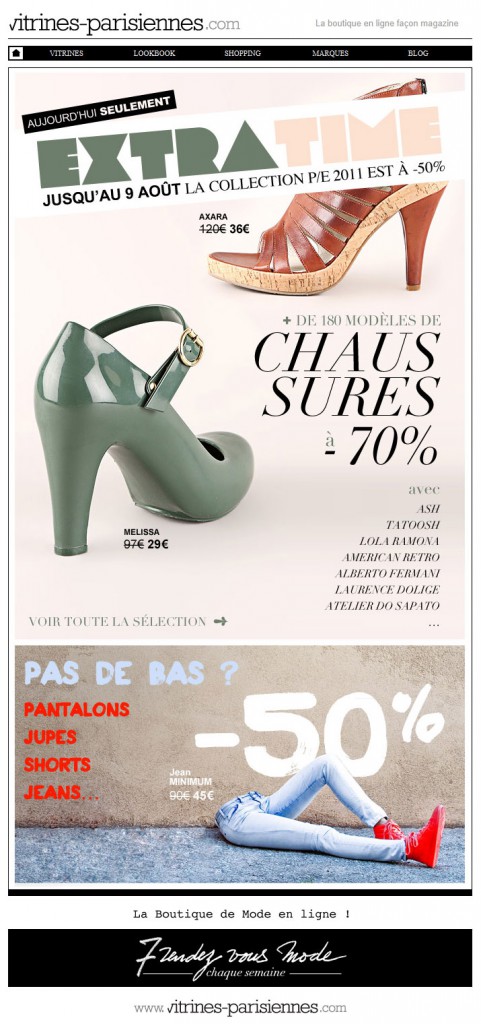 vitrines-parisiennes.com
La boutique en ligne façon magazine
VITRINES LOOKBOOK SHOPPING MARQUES BLOG
AUJOURD'HUI SEULEMENT
EXTRATIME
JUSQU'AU 9 AOÛT LA COLLECTION P/E 2011 EST À -50%
AXARA
120€ 36€
+ DE 180 MODÈLES DE
CHAUS
SURES
à
- 70%
avec
ASH
TATOOSH
LOLA RAMONA
AMERICAN RETRO
ALBERTO FERMANI
LAURENCE DOLIGE
ATELIER DO SAPATO
...
MELISSA
97€ 29€
VOIR TOUTE LA SÉLECTION
PAS DE BAS ?
PANTALONS
JUPES
SHORTS
JEANS...
-50%
Jean
MINIMUM
90€ 45€
La Boutique de Mode en ligne !
7 rendez vous Mode
chaque semaine
www.vitrines-parisiennes.com